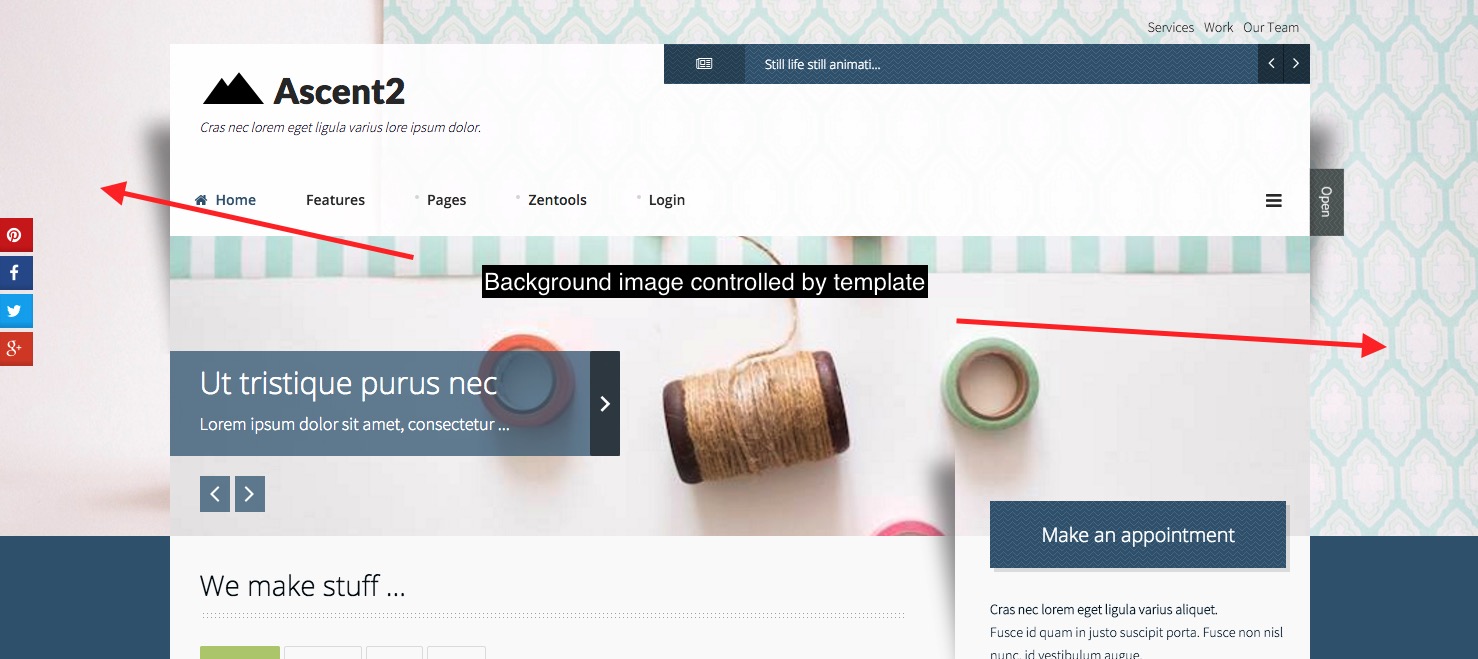 Services Work Our Team
Still life still animati...
Ascent2
Cras nec lorem eget ligula varius lore ipsum dolor.
Home Features Pages Zentools Login
Open
Background image controlled by template
Ut tristique purus nec
Lorem ipsum dolor sit amet, consectetur ...
Make an appointment
We make stuff ...
Cras nec lorem eget ligula varius aliquet.
Fusce id quam in justo suscipit porta. Fusce non nisl
nunc, id vestibulum augue.